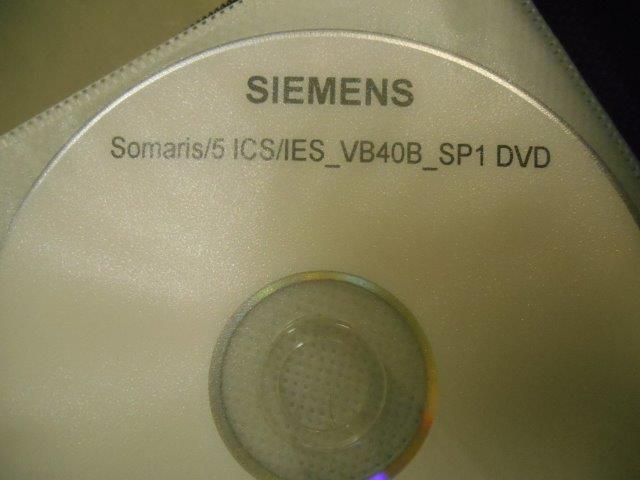 SIEMENS
Somaris/5 ICS/IES_VB40B_SP1 DVD